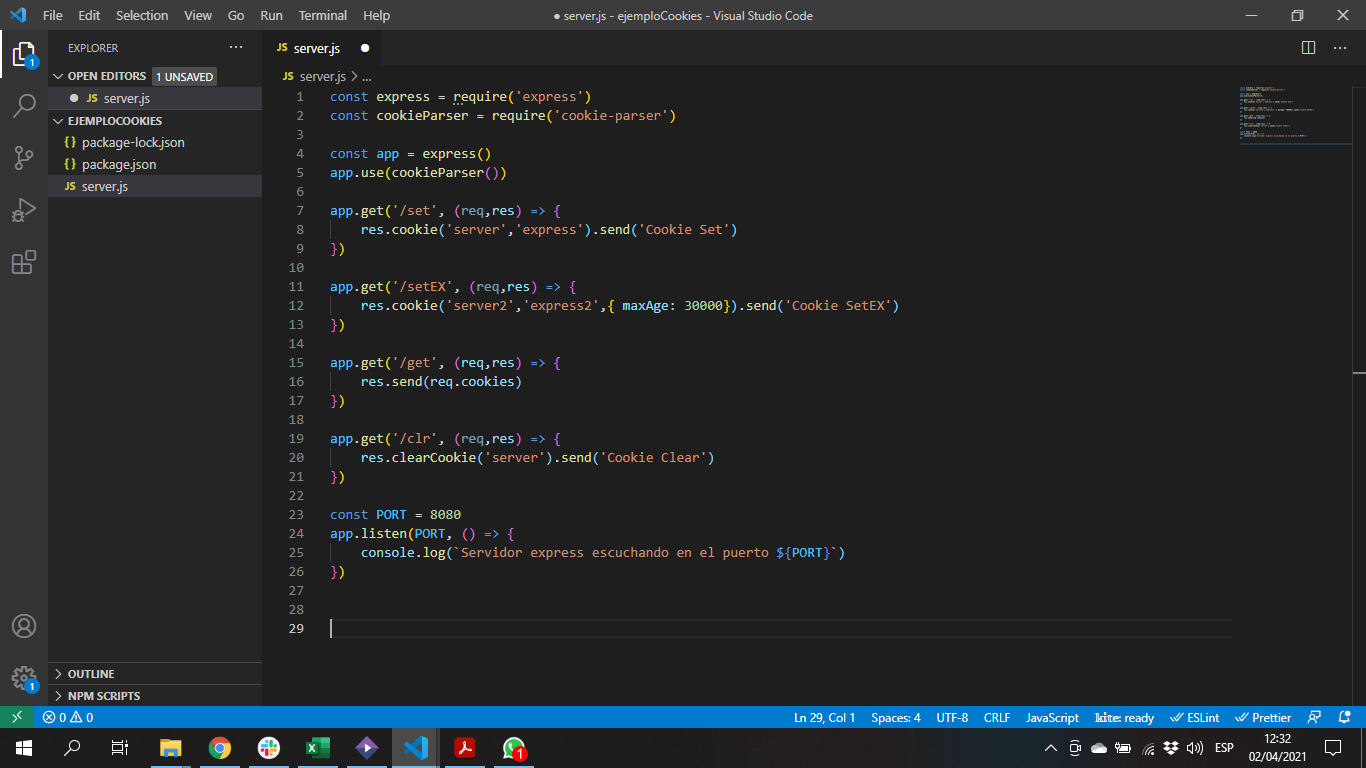 File Edit Selection View Go Run Terminal Help
● server.js - ejemploCookies - Visual Studio Code
EXPLORER
OPEN EDITORS 1 UNSAVED
JS server.js
EJEMPLOCOOKIES
{} package-lock.json
{} package.json
JS server.js
OUTLINE
NPM SCRIPTS
1
1
JS server.js
JS server.js > ...
1 const express = require('express')
2 const cookieParser = require('cookie-parser')
3
4 const app = express()
5 app.use(cookieParser())
6
7 app.get('/set', (req,res) => {
8     res.cookie('server','express').send('Cookie Set')
9 })
10
11 app.get('/setEX', (req,res) => {
12     res.cookie('server2','express2',{ maxAge: 30000}).send('Cookie SetEX')
13 })
14
15 app.get('/get', (req,res) => {
16     res.send(req.cookies)
17 })
18
19 app.get('/clr', (req,res) => {
20     res.clearCookie('server').send('Cookie Clear')
21 })
22
23 const PORT = 8080
24 app.listen(PORT, () => {
25     console.log(`Servidor express escuchando en el puerto ${PORT}`)
26 })
27
28
29
0 0 Ln 29, Col 1 Spaces: 4 UTF-8 CRLF JavaScript kite: ready ESLint Prettier
1 ESP 12:32
02/04/2021